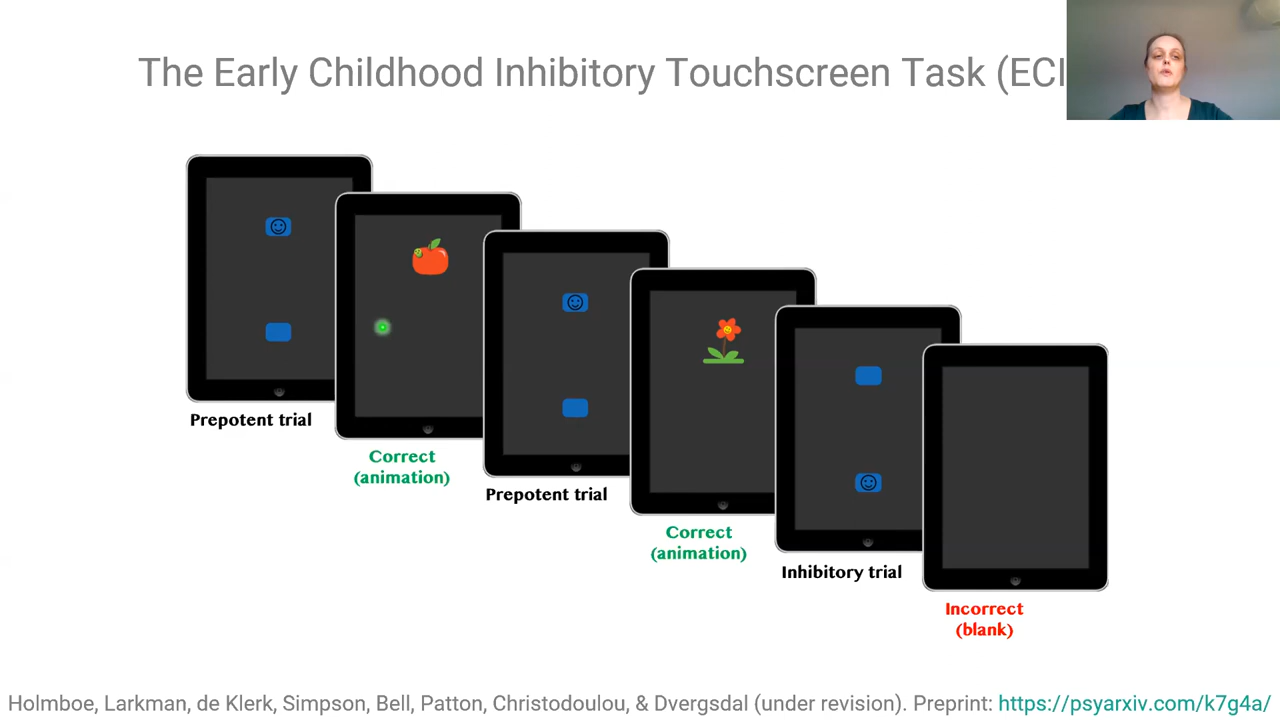 The Early Childhood Inhibitory Touchscreen Task (ECI
Prepotent trial
Correct
(animation)
Prepotent trial
Correct
(animation)
Inhibitory trial
Incorrect
(blank)
Holmboe, Larkman, de Klerk, Simpson, Bell, Patton, Christodoulou, & Dvergsdal (under revision). Preprint: https://psyarxiv.com/k7g4a/